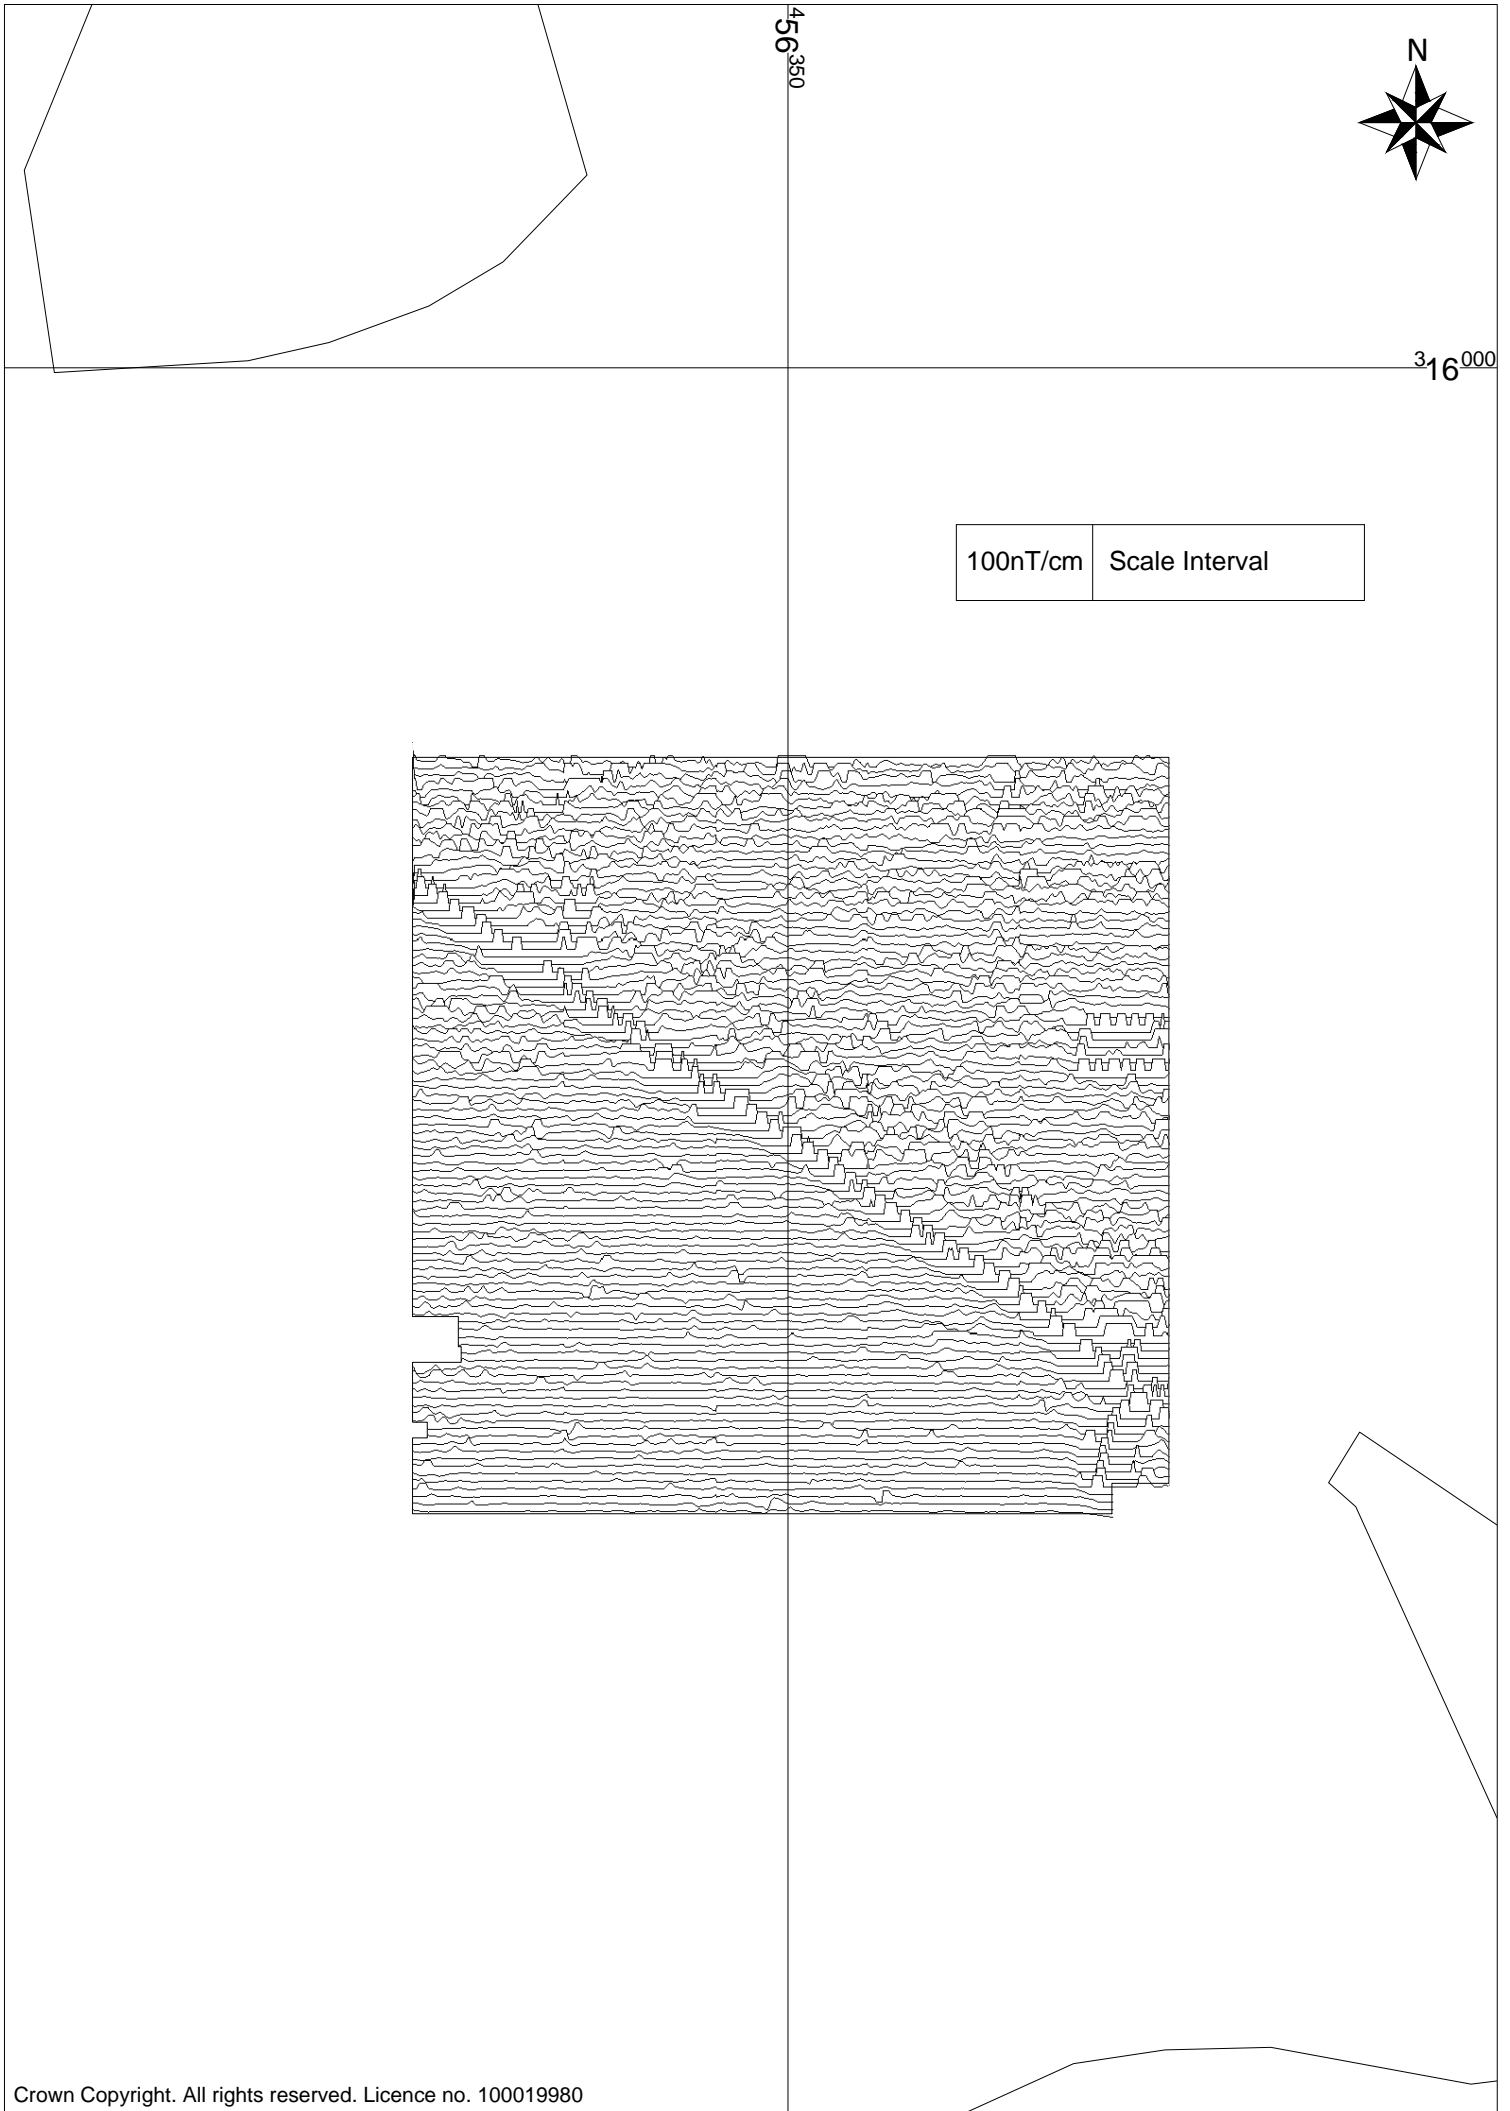 ⁴56³⁵⁰
N
³16⁰⁰⁰
100nT/cm Scale Interval
Crown Copyright. All rights reserved. Licence no. 100019980